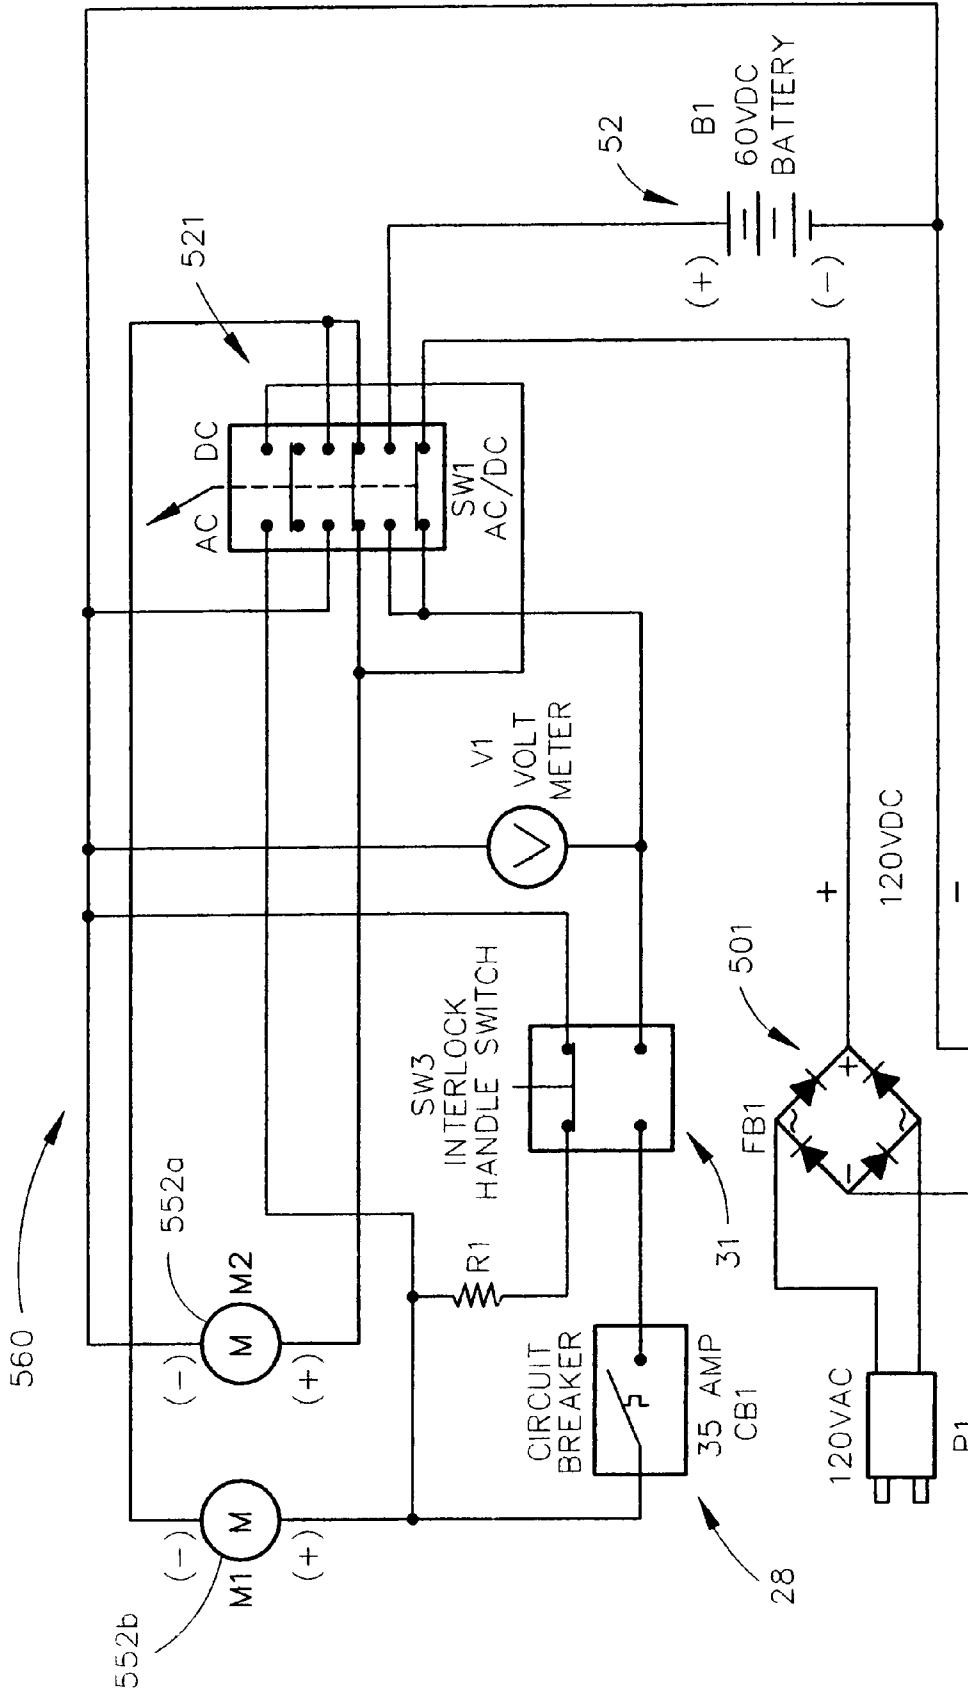 560
552b
M1
(-)
M
(+)
552a
M2
(-)
M
(+)
R1
CIRCUIT
BREAKER
35 AMP
CB1
28
SW3
INTERLOCK
HANDLE SWITCH
31
V1
VOLT
METER
V
AC
DC
521
SW1
AC/DC
52
B1
60VDC
BATTERY
(+)
(-)
120VAC
P1
FB1
~
~
+
-
501
+
120VDC
-